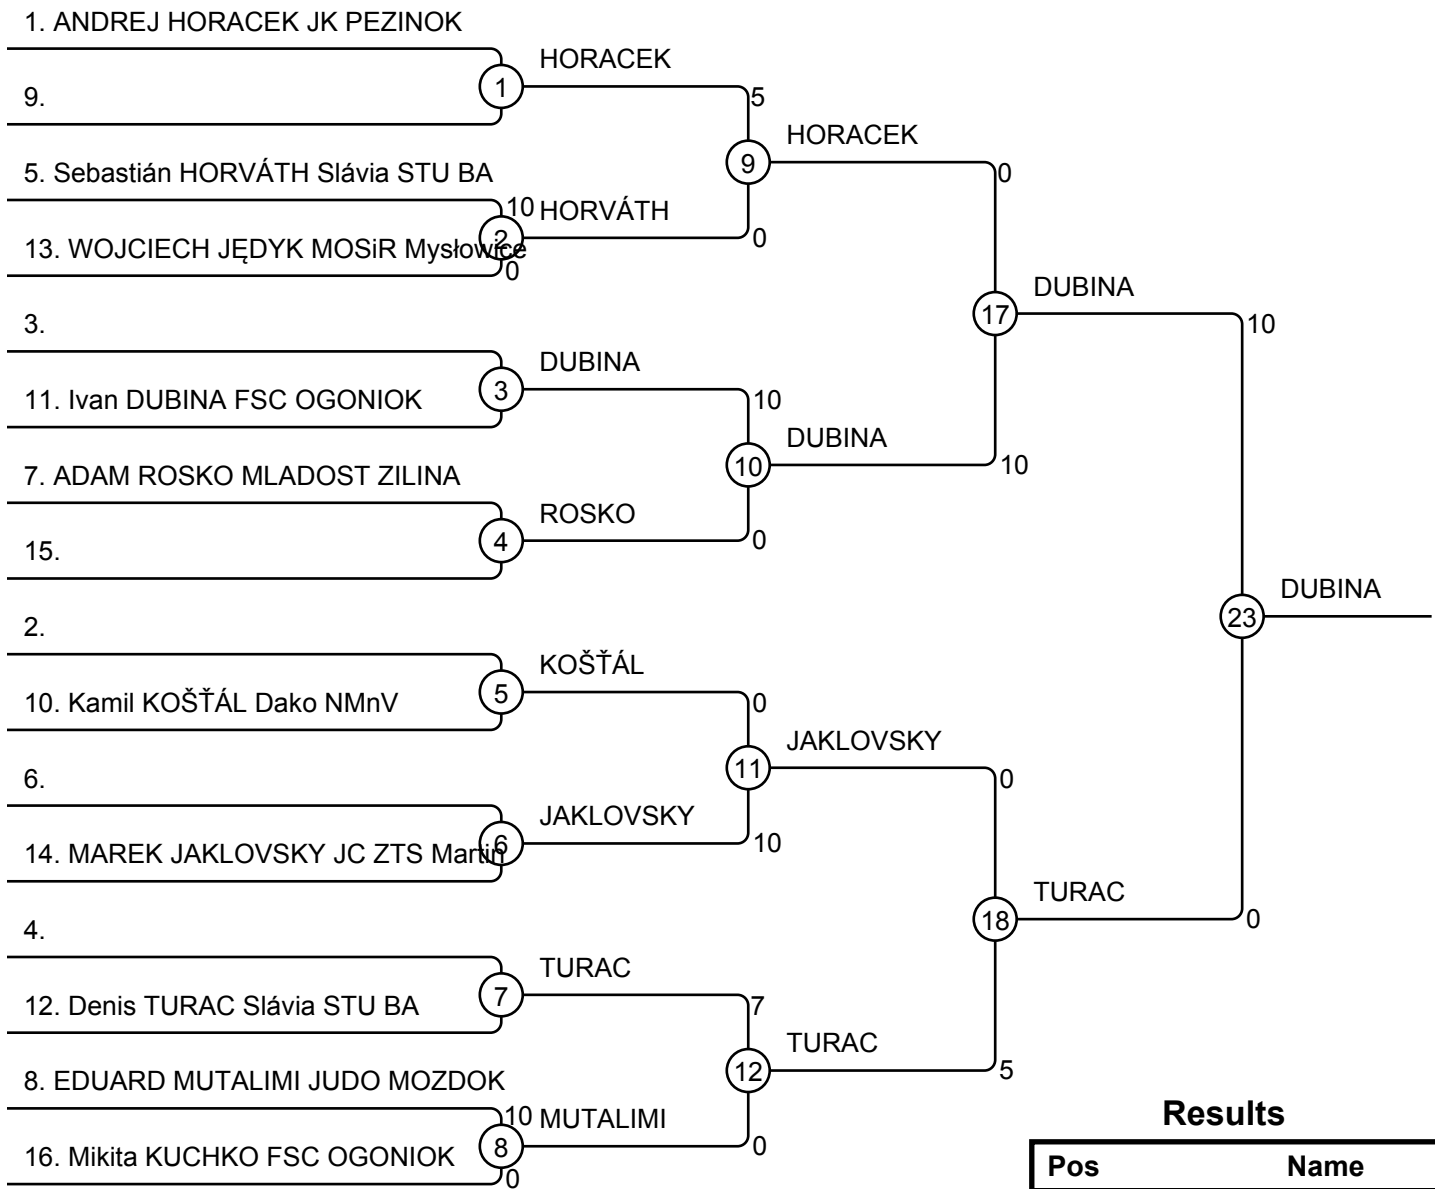 1. ANDREJ HORACEK JK PEZINOK
HORACEK
1
9.
5
HORACEK
9
0
5. Sebastián HORVÁTH Slávia STU BA
10
HORVÁTH
2
0
13. WOJCIECH JĘDYK MOSiR Mysłowice
0
DUBINA
17
10
3.
DUBINA
3
10
11. Ivan DUBINA FSC OGONIOK
DUBINA
10
10
7. ADAM ROSKO MLADOST ZILINA
ROSKO
4
0
15.
DUBINA
23
2.
KOŠŤÁL
5
0
10. Kamil KOŠŤÁL Dako NMnV
JAKLOVSKY
11
0
6.
JAKLOVSKY
6
10
14. MAREK JAKLOVSKY JC ZTS Martin
TURAC
18
0
4.
TURAC
7
7
12. Denis TURAC Slávia STU BA
TURAC
12
5
8. EDUARD MUTALIMI JUDO MOZDOK
10
MUTALIMI
8
0
16. Mikita KUCHKO FSC OGONIOK
0
Results
Pos Name